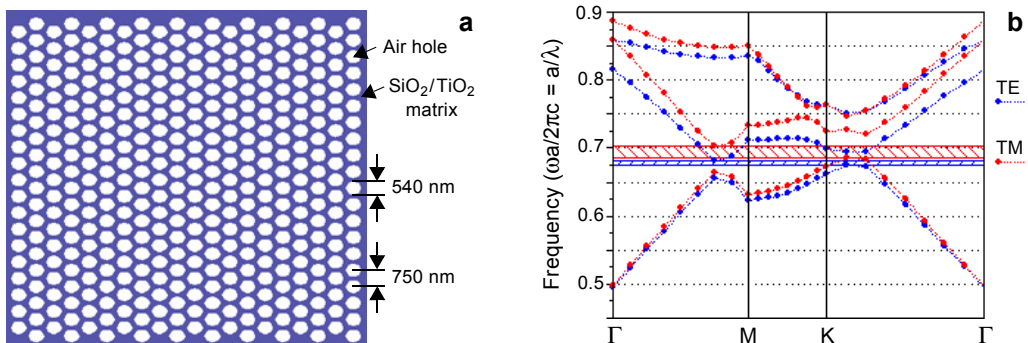 a
Air hole
SiO₂/TiO₂
matrix
540 nm
750 nm
b
Frequency (ωa/2πc = a/λ)
0.9
0.8
0.7
0.6
0.5
Γ
M
K
Γ
TE
TM